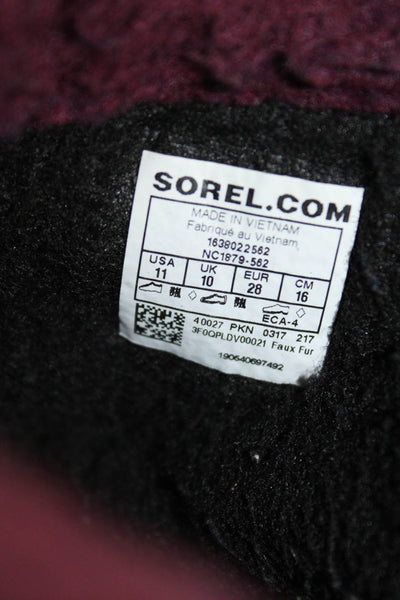 SOREL.COM
MADE IN VIETNAM
Fabriqué au Vietnam
1638022562
NC1879-562
USA UK EUR CM
11 10 28 16
ECA-4
40027 PKN 0317 217
3F0QPLDV00021 Faux Fur
190540697492